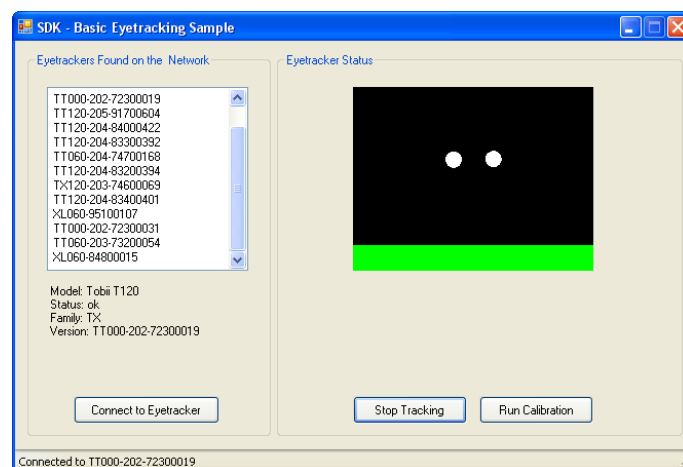 SDK - Basic Eyetracking Sample
Eyetrackers Found on the Network
TT000-202-72300019
TT120-205-91700604
TT120-204-84000422
TT120-204-83300392
TT060-204-74700168
TT120-204-83200394
TX120-203-74600069
TT120-204-83400401
XL060-95100107
TT000-202-72300031
TT060-203-73200054
XL060-84800015
Model: Tobii T120
Status: ok
Family: TX
Version: TT000-202-72300019
Connect to Eyetracker
Eyetracker Status
Stop Tracking
Run Calibration
Connected to TT000-202-72300019